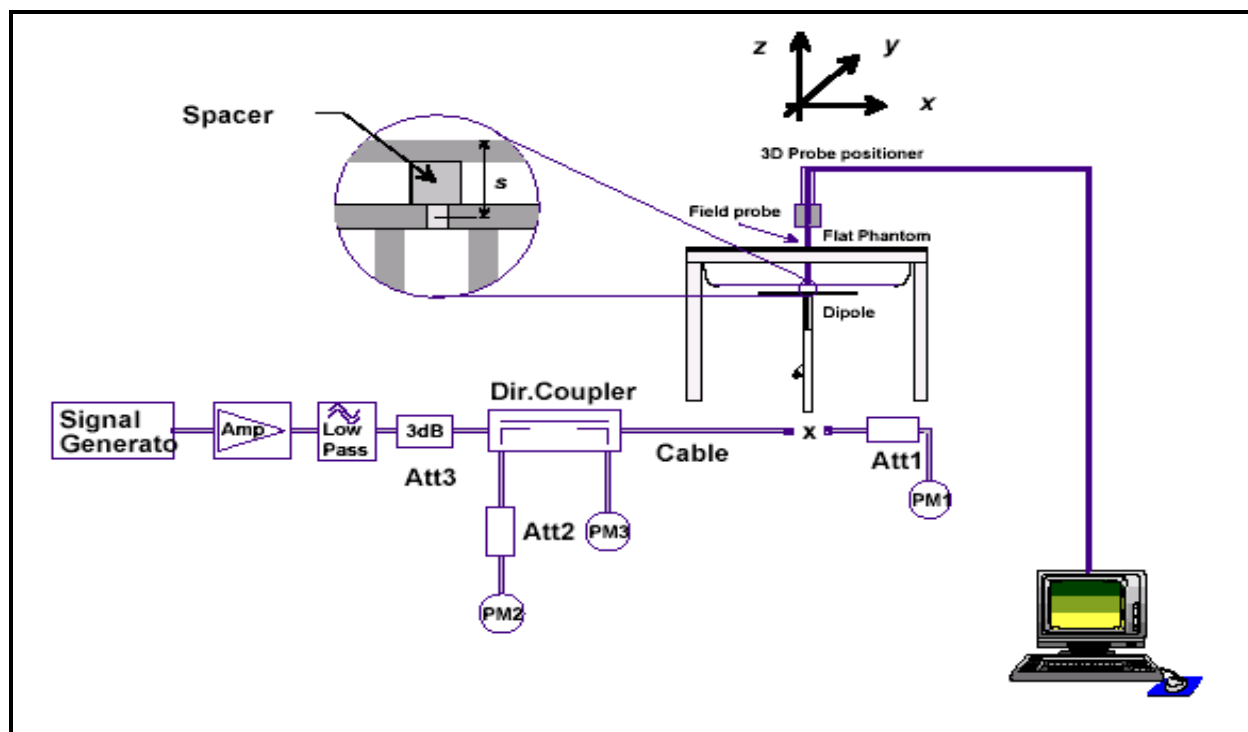 z
y
x
Spacer
s
3D Probe positioner
Field probe
Flat Phantom
Dipole
Dir.Coupler
Signal
Generato
Amp
Low
Pass
3dB
Att3
Cable
x
Att1
PM1
Att2
PM3
PM2